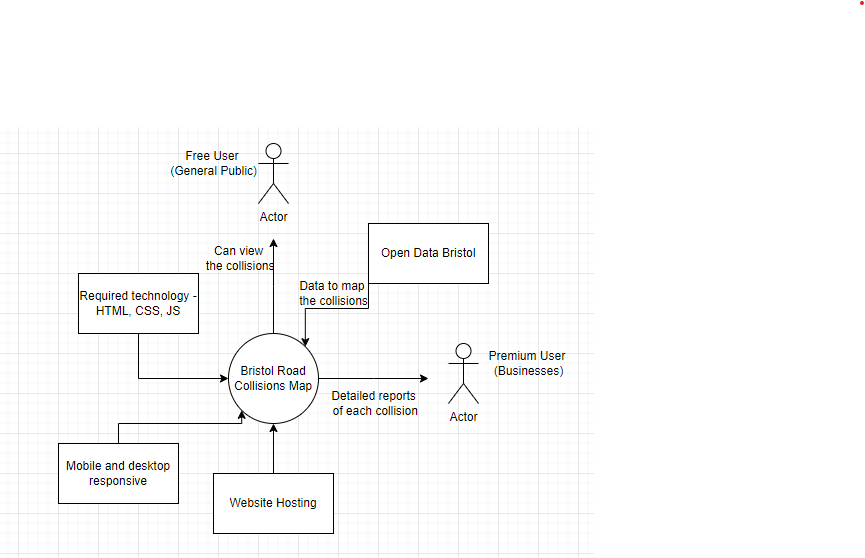 Free User
(General Public)
Actor
Can view
the collisions
Open Data Bristol
Data to map
the collisions
Required technology -
HTML, CSS, JS
Bristol Road
Collisions Map
Premium User
(Businesses)
Detailed reports
of each collision
Actor
Mobile and desktop
responsive
Website Hosting